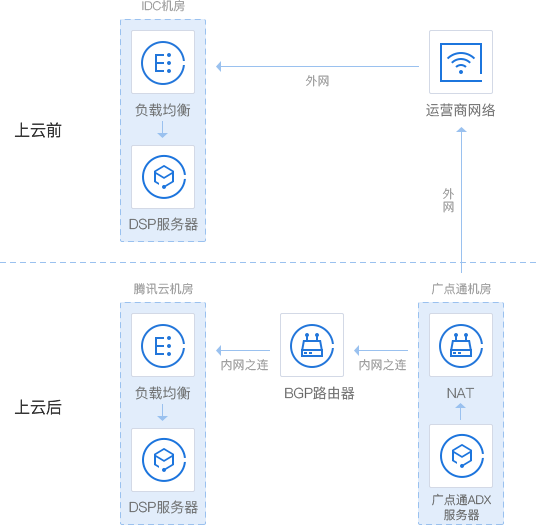 IDC机房
负载均衡
外网
运营商网络
上云前
DSP服务器
外
网
腾讯云机房
广点通机房
内网之连
内网之连
负载均衡
BGP路由器
NAT
上云后
DSP服务器
广点通ADX
服务器